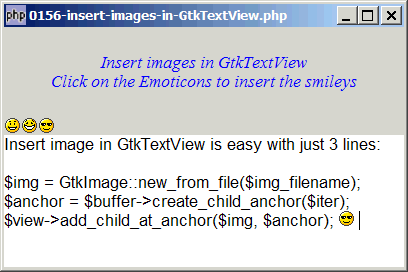 php 0156-insert-images-in-GtkTextView.php
Insert images in GtkTextView
Click on the Emoticons to insert the smileys
Insert image in GtkTextView is easy with just 3 lines:
$img = GtkImage::new_from_file($img_filename);
$anchor = $buffer->create_child_anchor($iter);
$view->add_child_at_anchor($img, $anchor);